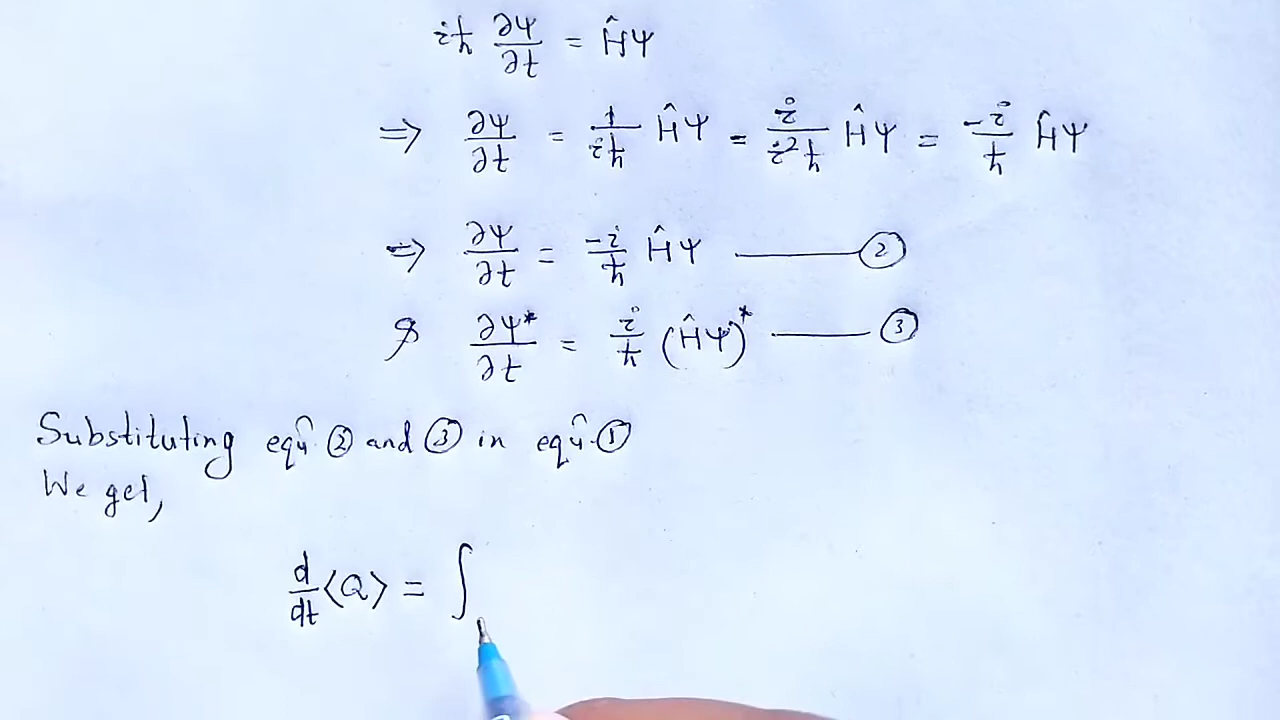 iħ ∂Ψ/∂t = ĤΨ
⇒ ∂Ψ/∂t = 1/iħ ĤΨ = i/i²ħ ĤΨ = -i/ħ ĤΨ
⇒ ∂Ψ/∂t = -i/ħ ĤΨ —— ②
& ∂Ψ*/∂t = i/ħ (ĤΨ)* —— ③
Substituting eqn̂. ② and ③ in eqn̂. ①
We get,
d/dt ⟨Q⟩ = ∫